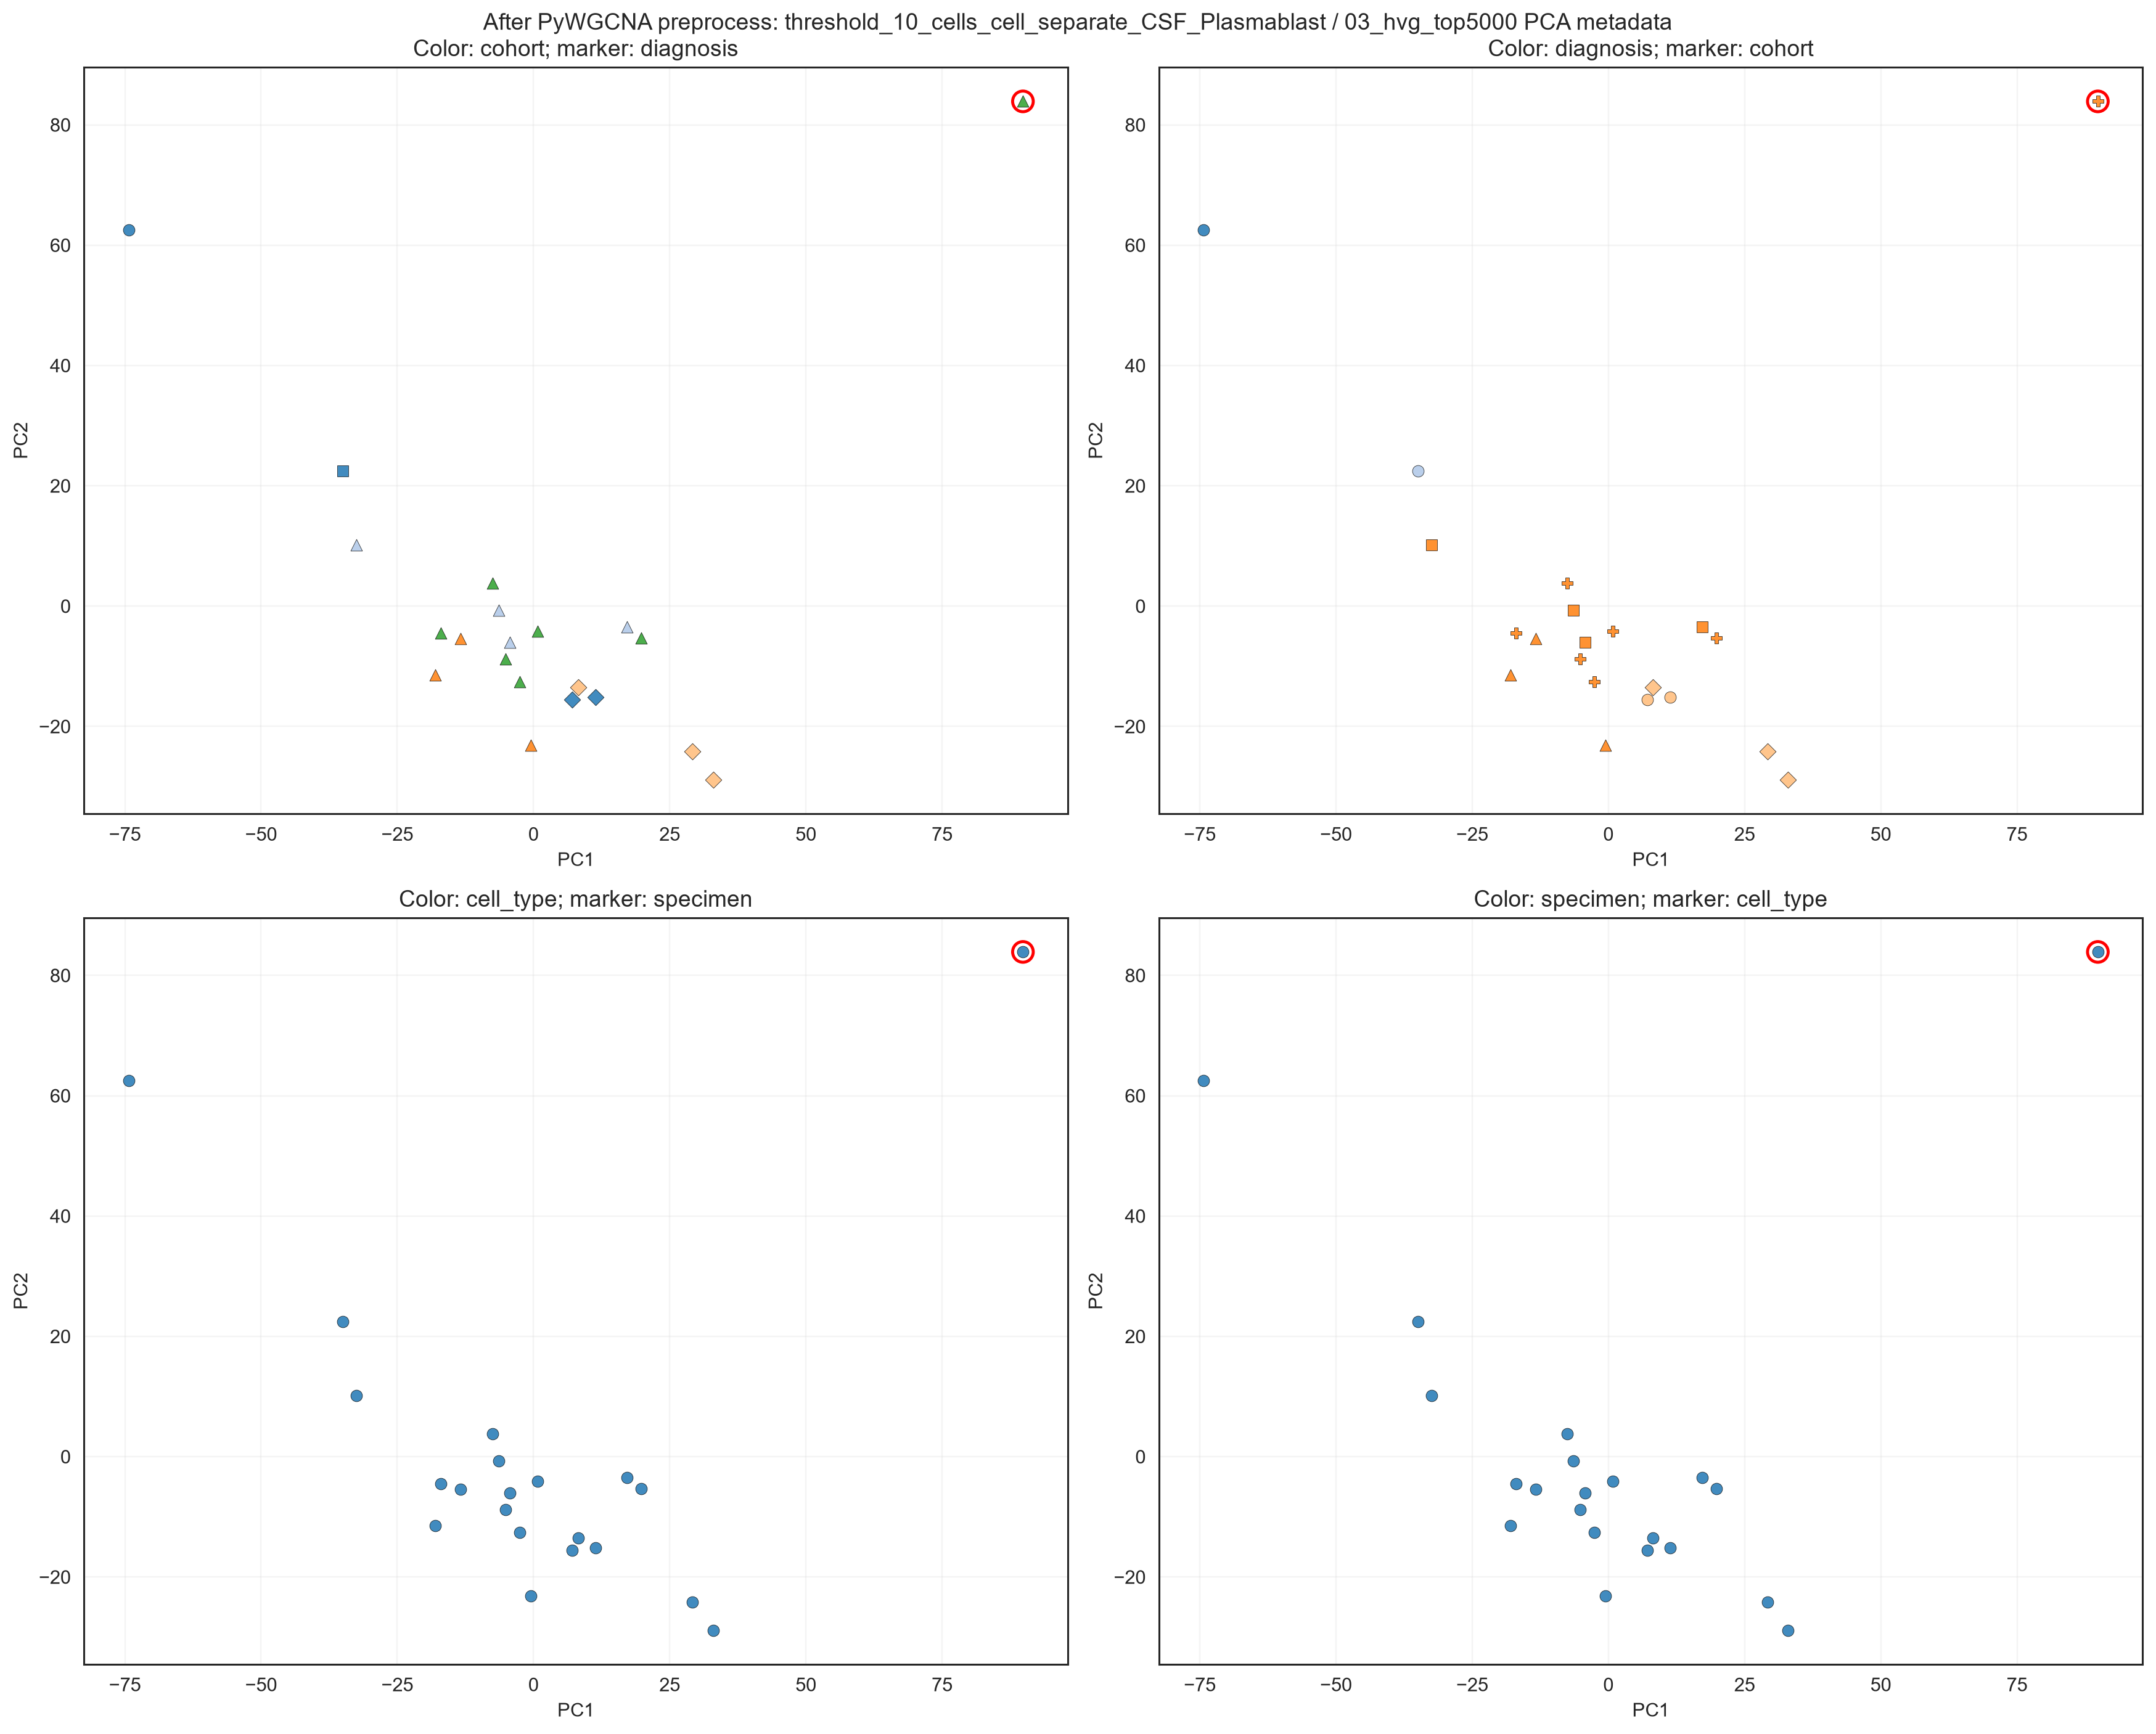 After PyWGCNA preprocess: threshold_10_cells_cell_separate_CSF_Plasmablast / 03_hvg_top5000 PCA metadata
Color: cohort; marker: diagnosis
80
60
40
20
0
−20
PC2
−75 −50 −25 0 25 50 75
PC1
Color: diagnosis; marker: cohort
80
60
40
20
0
−20
PC2
−75 −50 −25 0 25 50 75
PC1
Color: cell_type; marker: specimen
80
60
40
20
0
−20
PC2
−75 −50 −25 0 25 50 75
PC1
Color: specimen; marker: cell_type
80
60
40
20
0
−20
PC2
−75 −50 −25 0 25 50 75
PC1